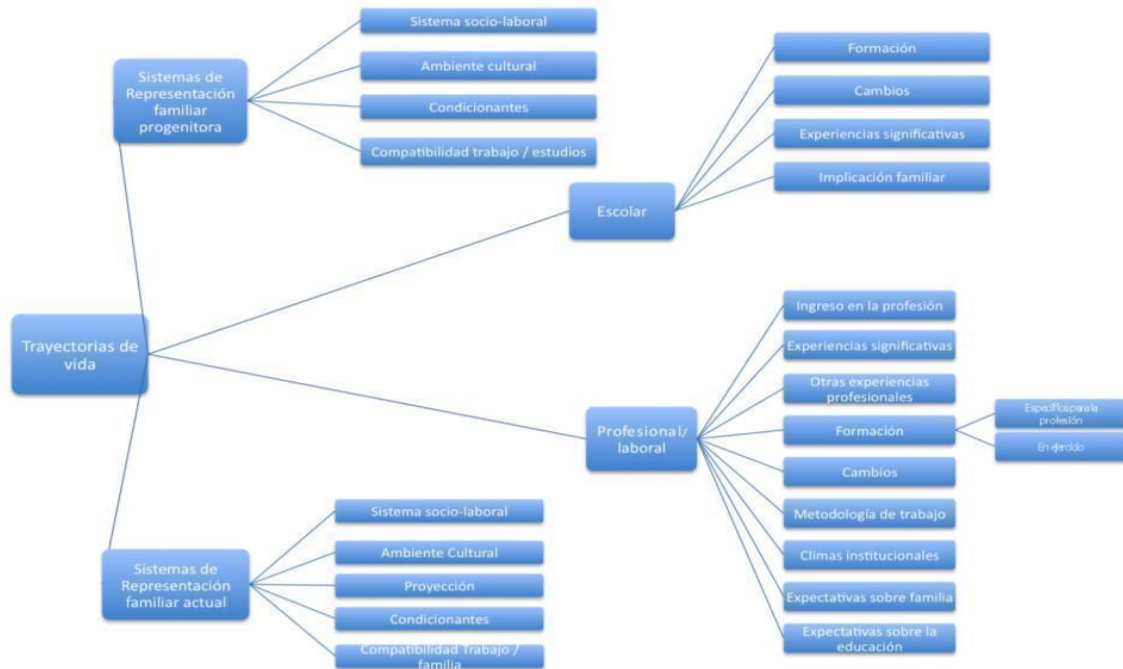 Sistemas de
Representación
familiar
progenitora
Sistema socio-laboral
Ambiente cultural
Condicionantes
Compatibilidad trabajo / estudios
Escolar
Formación
Cambios
Experiencias significativas
Implicación familiar
Trayectorias de
vida
Profesional/
laboral
Ingreso en la profesión
Experiencias significativas
Otras experiencias
profesionales
Formación
Específica para la
profesión
En ejercicio
Cambios
Metodología de trabajo
Climas institucionales
Expectativas sobre familia
Expectativas sobre la
educación
Sistemas de
Representación
familiar actual
Sistema socio-laboral
Ambiente Cultural
Proyección
Condicionantes
Compatibilidad Trabajo /
familia